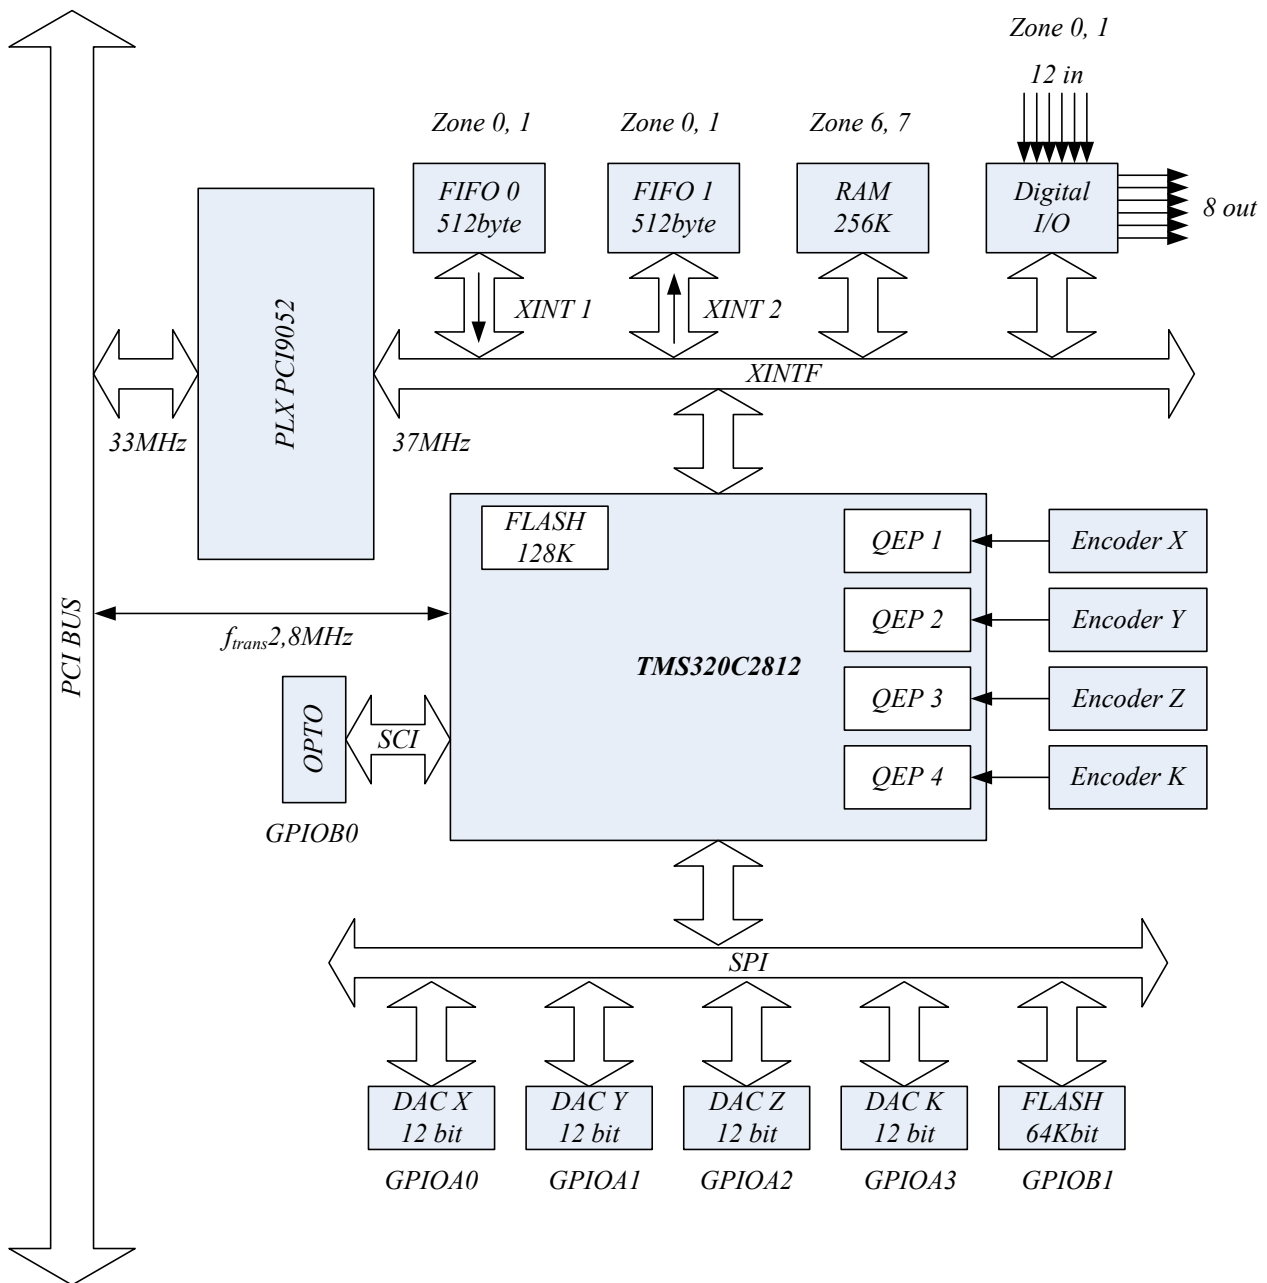 Zone 0, 1
12 in
Zone 0, 1
Zone 0, 1
Zone 6, 7
FIFO 0
512byte
FIFO 1
512byte
RAM
256K
Digital
I/O
8 out
XINT 1
XINT 2
PLX PCI9052
XINTF
33MHz
37MHz
FLASH
128K
QEP 1
Encoder X
QEP 2
Encoder Y
PCI BUS
ftrans2,8MHz
TMS320C2812
QEP 3
Encoder Z
OPTO
SCI
QEP 4
Encoder K
GPIOB0
SPI
DAC X
12 bit
DAC Y
12 bit
DAC Z
12 bit
DAC K
12 bit
FLASH
64Kbit
GPIOA0
GPIOA1
GPIOA2
GPIOA3
GPIOB1